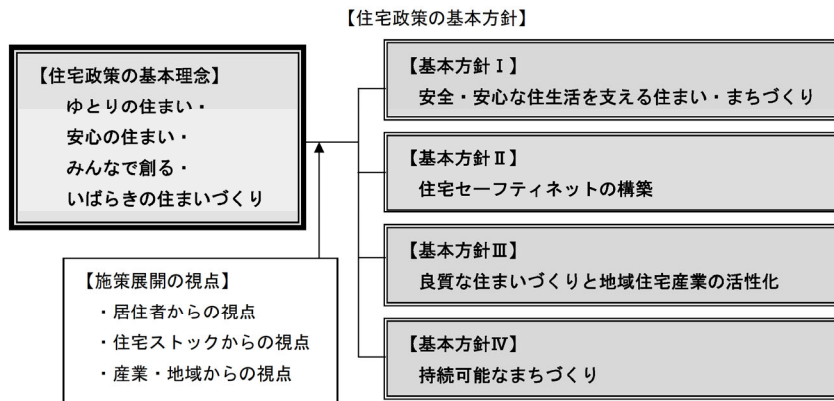 【住宅政策の基本方針】
【住宅政策の基本理念】
ゆとりの住まい・
安心の住まい・
みんなで創る・
いばらきの住まいづくり
【施策展開の視点】
・居住者からの視点
・住宅ストックからの視点
・産業・地域からの視点
【基本方針Ⅰ】
安全・安心な住生活を支える住まい・まちづくり
【基本方針Ⅱ】
住宅セーフティネットの構築
【基本方針Ⅲ】
良質な住まいづくりと地域住宅産業の活性化
【基本方針Ⅳ】
持続可能なまちづくり